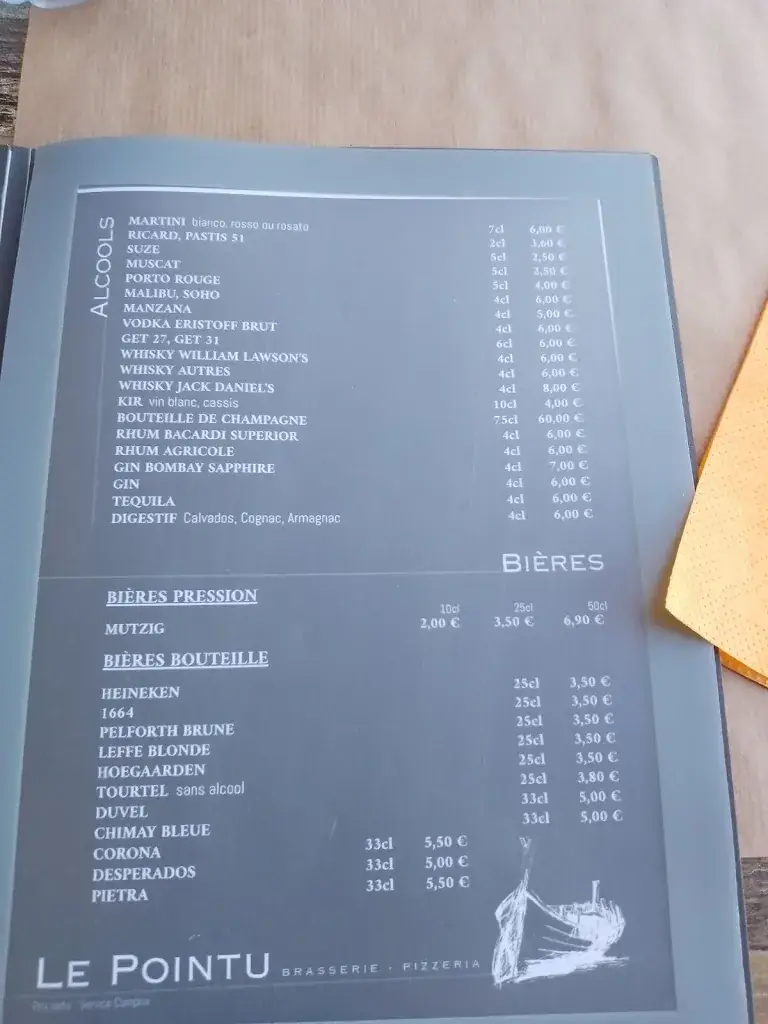 ALCOOLS
MARTINI bianco, rosso ou rosato 7cl 6,00 €
RICARD, PASTIS 51 2cl 3,60 €
SUZE 5cl 2,50 €
MUSCAT 5cl 3,50 €
PORTO ROUGE 5cl 4,00 €
MALIBU, SOHO 4cl 6,00 €
MANZANA 4cl 5,00 €
VODKA ERISTOFF BRUT 4cl 6,00 €
GET 27, GET 31 6cl 6,00 €
WHISKY WILLIAM LAWSON'S 4cl 6,00 €
WHISKY AUTRES 4cl 6,00 €
WHISKY JACK DANIEL'S 4cl 8,00 €
KIR vin blanc, cassis 10cl 4,00 €
BOUTEILLE DE CHAMPAGNE 75cl 60,00 €
RHUM BACARDI SUPERIOR 4cl 6,00 €
RHUM AGRICOLE 4cl 6,00 €
GIN BOMBAY SAPPHIRE 4cl 7,00 €
GIN 4cl 6,00 €
TEQUILA 4cl 6,00 €
DIGESTIF Calvados, Cognac, Armagnac 4cl 6,00 €
BIÈRES
BIÈRES PRESSION
10cl 25cl 50cl
MUTZIG 2,00 € 3,50 € 6,90 €
BIÈRES BOUTEILLE
HEINEKEN 25cl 3,50 €
1664 25cl 3,50 €
PELFORTH BRUNE 25cl 3,50 €
LEFFE BLONDE 25cl 3,50 €
HOEGAARDEN 25cl 3,50 €
TOURTEL sans alcool 25cl 3,80 €
DUVEL 33cl 5,00 €
CHIMAY BLEUE 33cl 5,00 €
CORONA 33cl 5,50 €
DESPERADOS 33cl 5,00 €
PIETRA 33cl 5,50 €
LE POINTU BRASSERIE · PIZZERIA